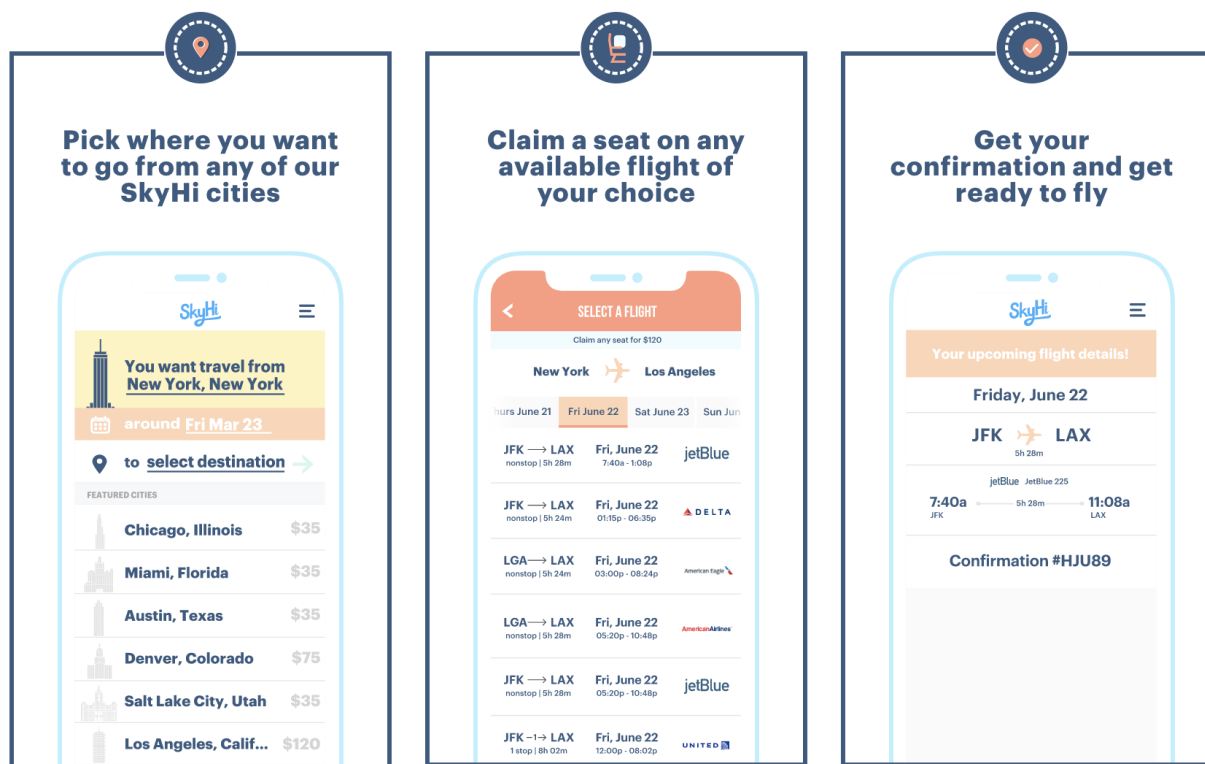 Pick where you want
to go from any of our
SkyHi cities
SkyHi
You want travel from
New York, New York
around Fri Mar 23
to select destination
FEATURED CITIES
Chicago, Illinois $35
Miami, Florida $35
Austin, Texas $35
Denver, Colorado $75
Salt Lake City, Utah $35
Los Angeles, Calif... $120
Claim a seat on any
available flight of
your choice
SELECT A FLIGHT
Claim any seat for $120
New York Los Angeles
hurs June 21 Fri June 22 Sat June 23 Sun Jun
JFK → LAX Fri, June 22 jetBlue
nonstop | 5h 28m 7:40a - 1:08p
JFK → LAX Fri, June 22 DELTA
nonstop | 5h 24m 01:15p - 06:35p
LGA → LAX Fri, June 22 American Eagle
nonstop | 5h 24m 03:00p - 08:24p
LGA → LAX Fri, June 22 AmericanAirlines
nonstop | 5h 28m 05:20p - 10:48p
JFK → LAX Fri, June 22 jetBlue
nonstop | 5h 28m 05:20p - 10:48p
JFK –1→ LAX Fri, June 22 UNITED
1 stop | 8h 02m 12:00p - 08:02p
Get your
confirmation and get
ready to fly
SkyHi
Your upcoming flight details!
Friday, June 22
JFK LAX
5h 28m
jetBlue JetBlue 225
7:40a 5h 28m 11:08a
JFK LAX
Confirmation #HJU89